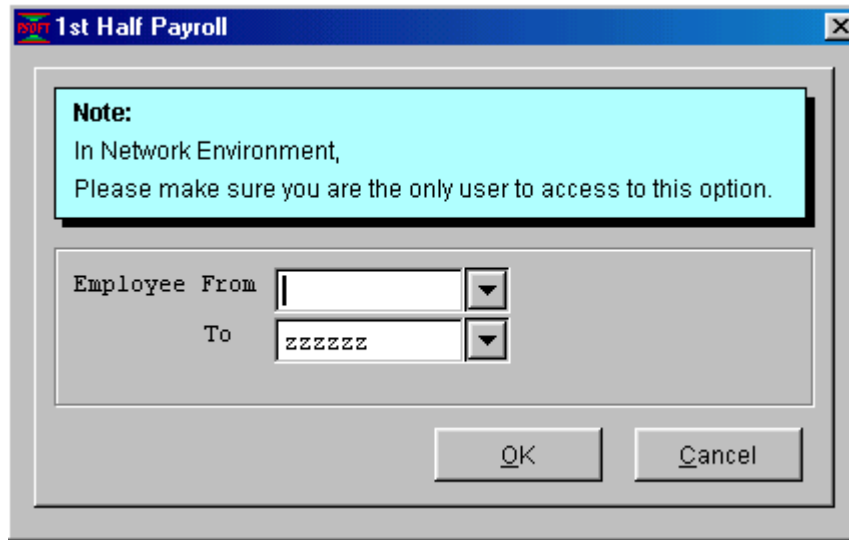 PSOFT 1st Half Payroll
Note:
In Network Environment,
Please make sure you are the only user to access to this option.
Employee From
To zzzzzz
OK Cancel